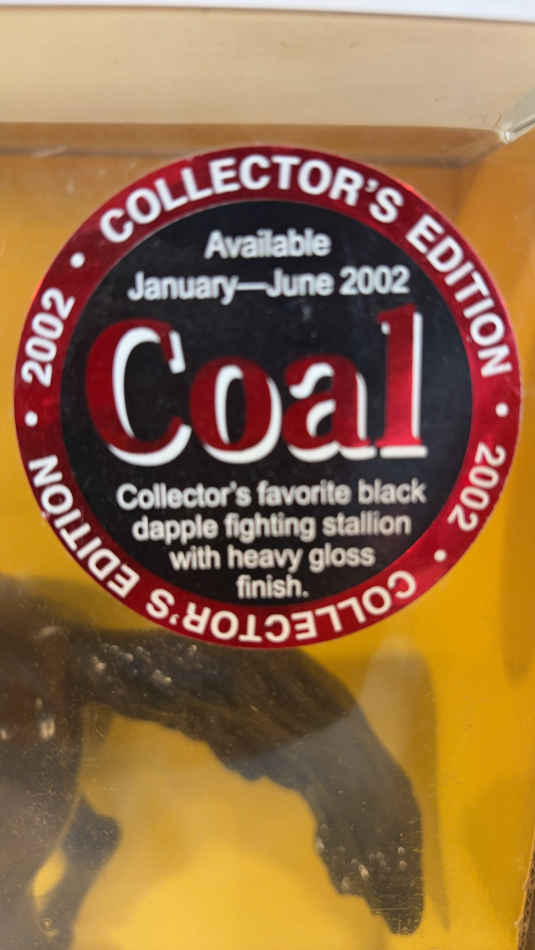 COLLECTOR'S EDITION • 2002 • COLLECTOR'S EDITION • 2002 •
Available
January—June 2002
Coal
Collector's favorite black
dapple fighting stallion
with heavy gloss
finish.